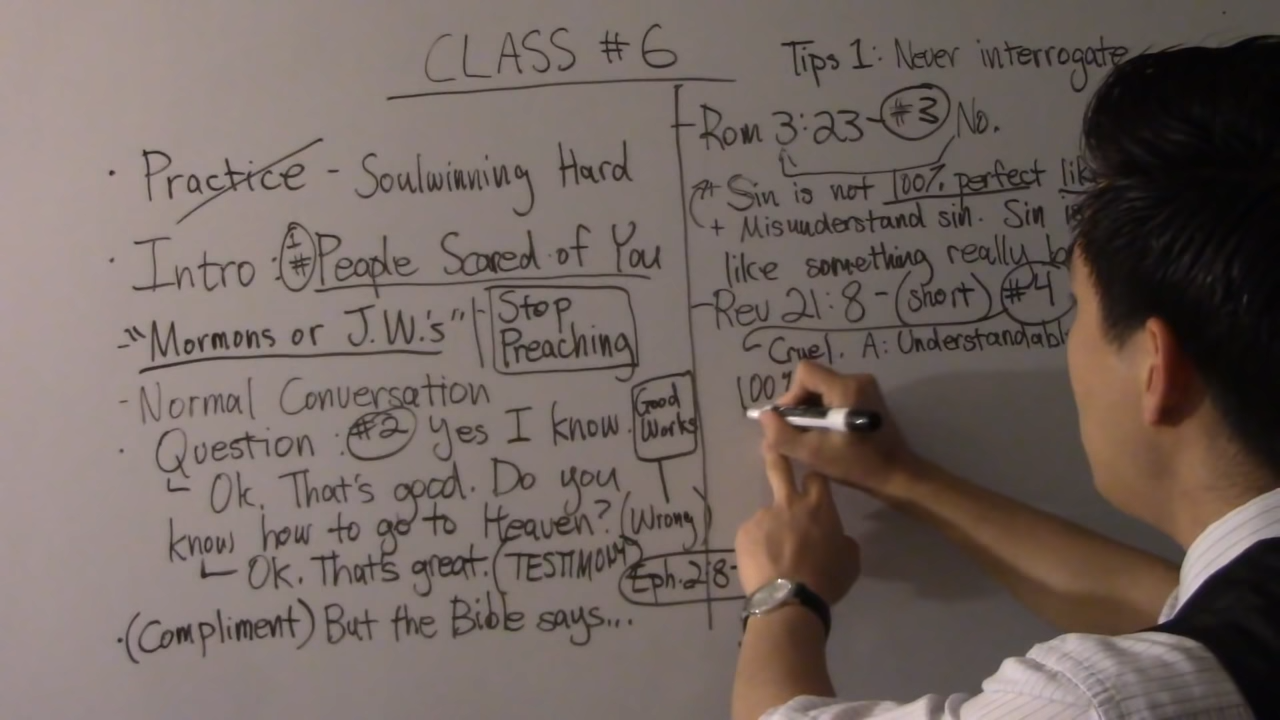 CLASS #6
· Practice - Soulwinning Hard
· Intro : #1 People Scared of You
- "Mormons or J.W.'s" - Stop Preaching
- Normal Conversation
· Question : #2 Yes I know. Good Works
Ok. That's good. Do you
know how to go to Heaven? (Wrong)
Ok. That's great. (TESTIMONY) Eph. 2:8-
· (Compliment) But the Bible says...
Tips 1: Never interrogate
Rom 3:23 - #3 No.
+ Sin is not 100% perfect
+ Misunderstand sin. Sin is
like something really
Rev 21:8 - (short) #4
Cruel. A:
100%